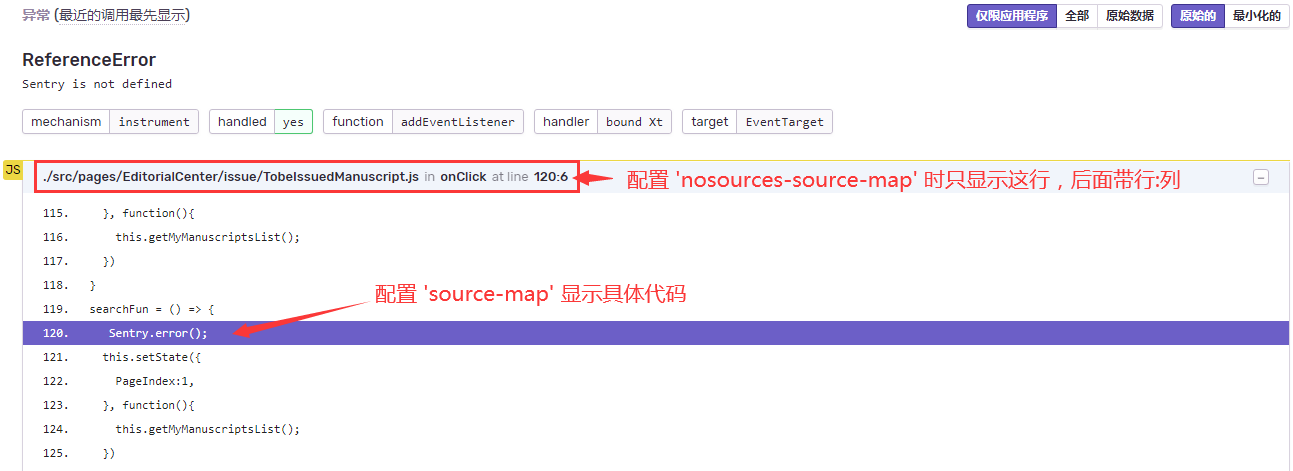 异常 (最近的调用最先显示)
仅限应用程序 全部 原始数据 原始的 最小化的
ReferenceError
Sentry is not defined
mechanism instrument handled yes function addEventListener handler bound Xt target EventTarget
JS
./src/pages/EditorialCenter/issue/TobeIssuedManuscript.js in onClick at line 120:6
配置 'nosources-source-map' 时只显示这行，后面带行:列
115. }, function(){
116. this.getMyManuscriptsList();
117. })
118. }
配置 'source-map' 显示具体代码
119. searchFun = () => {
120. Sentry.error();
121. this.setState({
122. PageIndex:1,
123. }, function(){
124. this.getMyManuscriptsList();
125. })